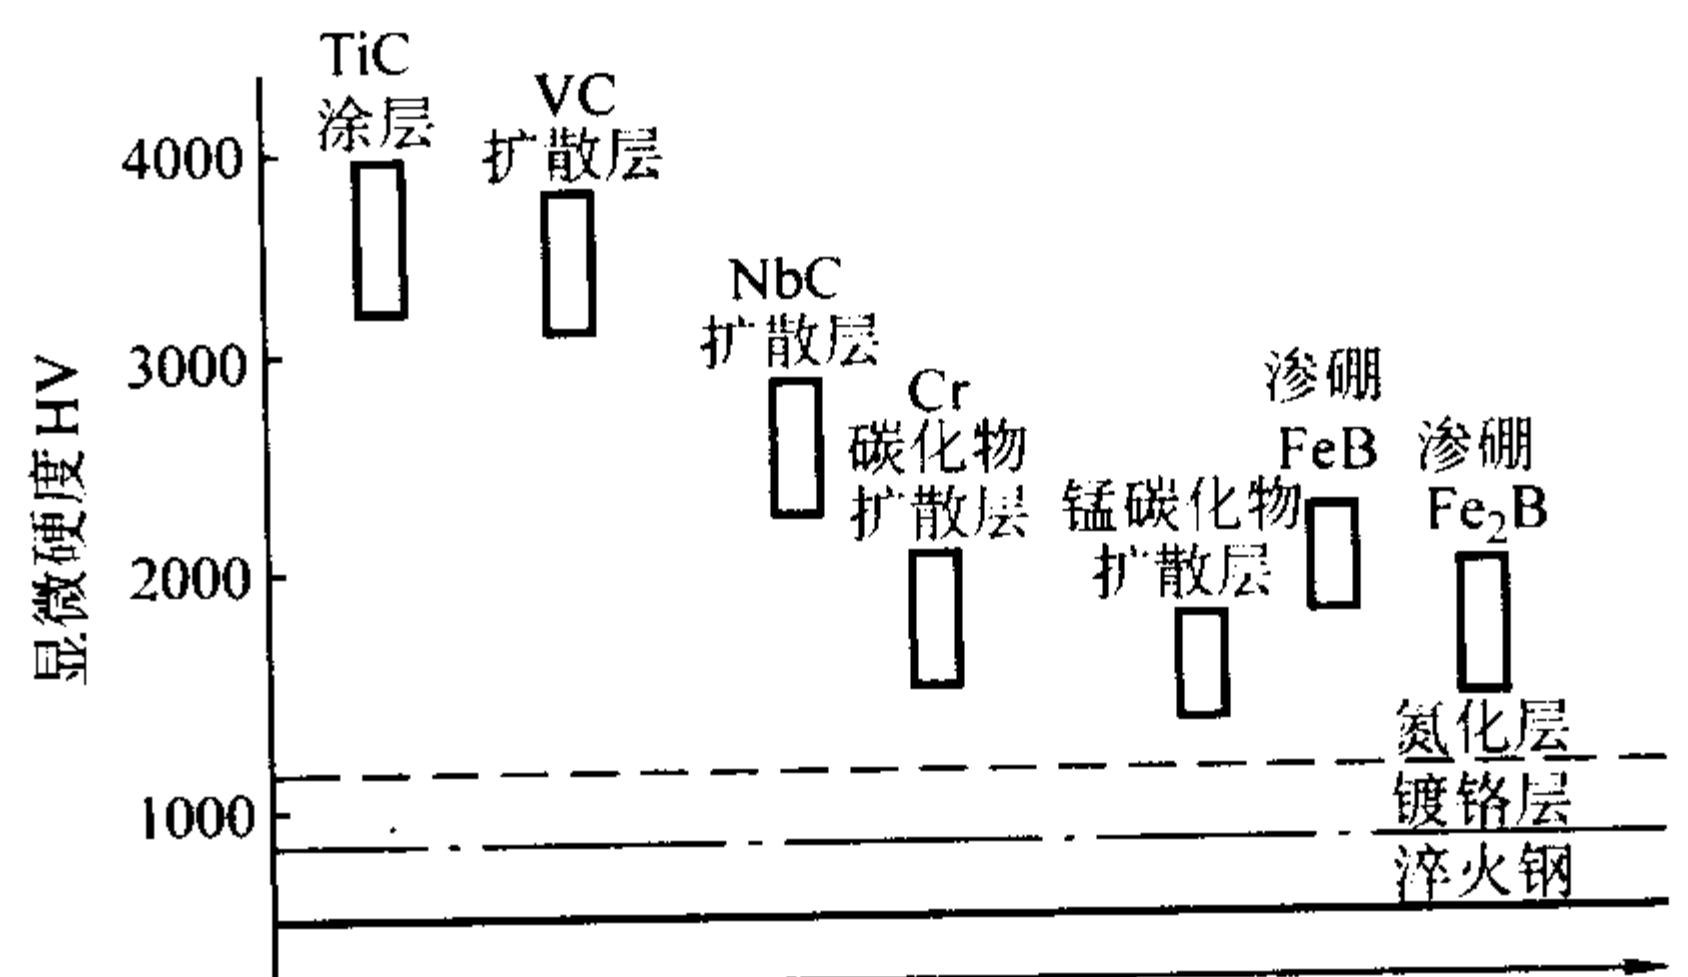 TiC
涂层
VC
扩散层
NbC
扩散层
Cr
碳化物
扩散层
锰碳化物
扩散层
渗硼
FeB
渗硼
Fe₂B
氮化层
镀铬层
淬火钢
4000
3000
2000
1000
显微硬度 HV